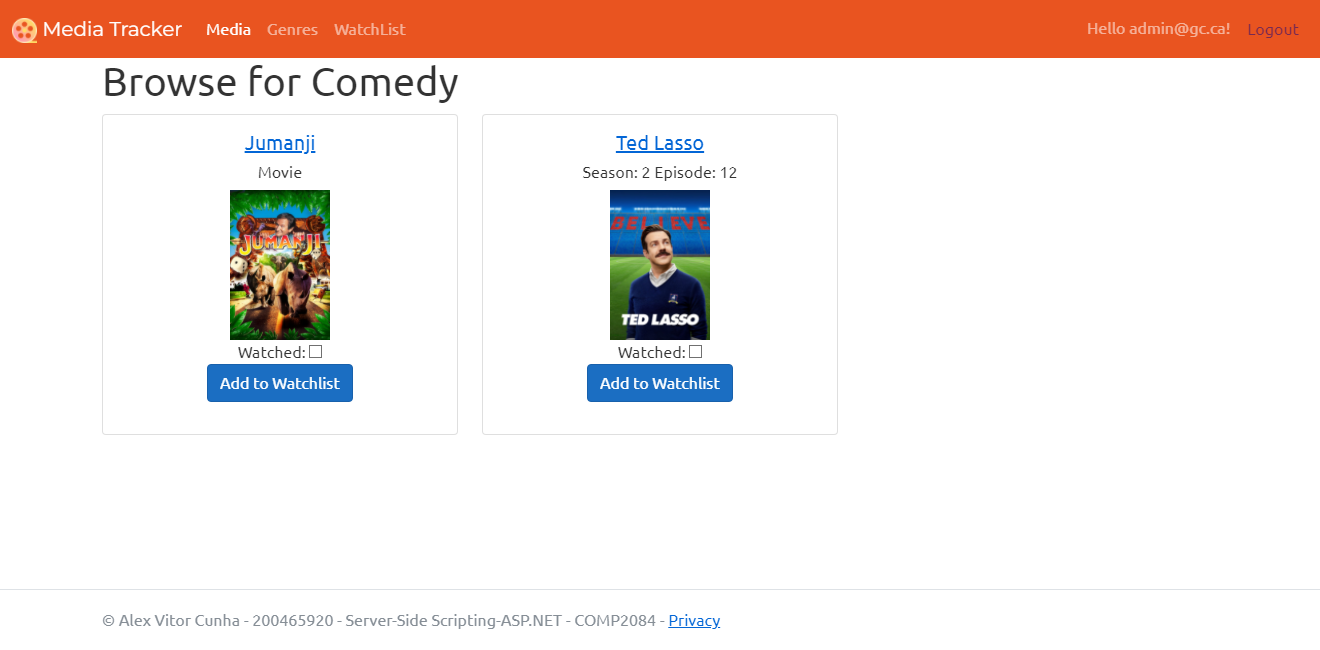 Media Tracker Media Genres WatchList Hello admin@gc.ca! Logout
Browse for Comedy
Jumanji
Movie
JUMANJI
Watched:
Add to Watchlist
Ted Lasso
Season: 2 Episode: 12
BELIEVE
TED LASSO
Watched:
Add to Watchlist
© Alex Vitor Cunha - 200465920 - Server-Side Scripting-ASP.NET - COMP2084 - Privacy